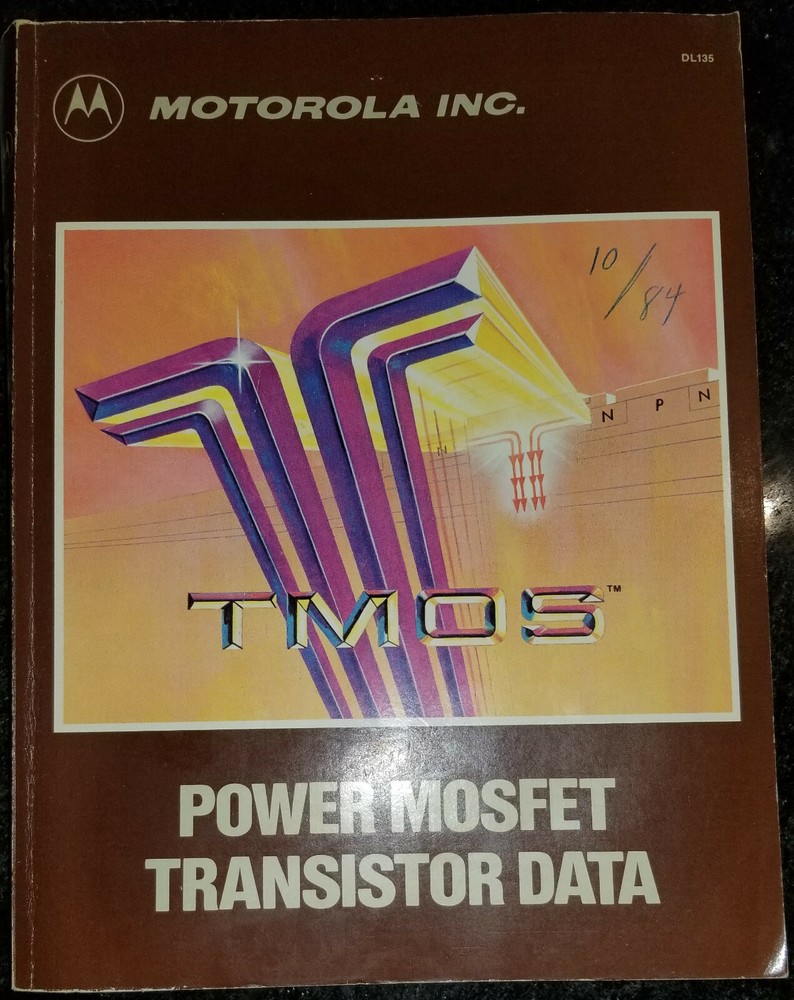 DL135
MOTOROLA INC.
10/84
N P N
TMOS™
POWER MOSFET
TRANSISTOR DATA